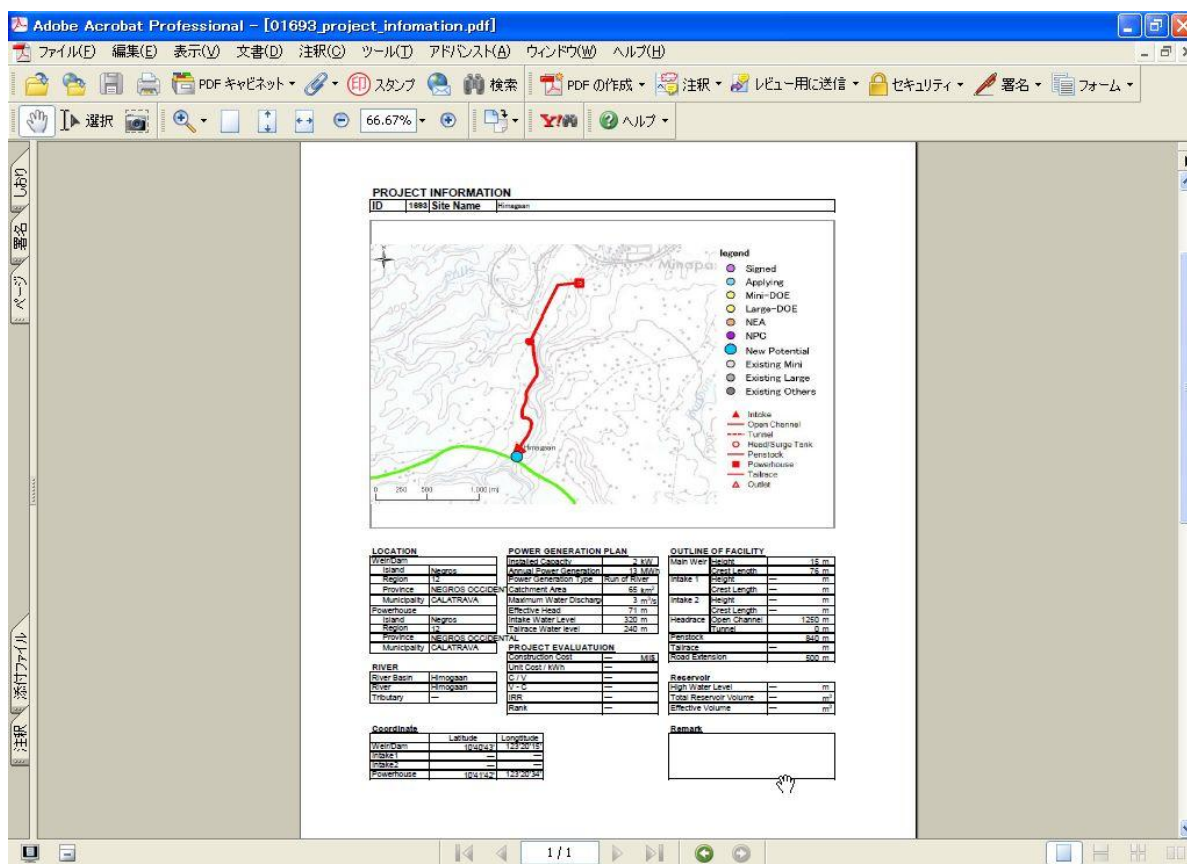 Adobe Acrobat Professional - [01693_project_infomation.pdf]
ファイル(F) 編集(E) 表示(V) 文書(D) 注釈(C) ツール(T) アドバンスト(A) ウィンドウ(W) ヘルプ(H)
PDF キャビネット スタンプ 検索 PDF の作成 注釈 レビュー用に送信 セキュリティ 署名 フォーム
選択 66.67% Y! ヘルプ
しおり
署名
ページ
添付ファイル
注釈
PROJECT INFORMATION
ID 1693 Site Name Himogaan
Minapa
legend
Signed
Applying
Mini-DOE
Large-DOE
NEA
NPC
New Potential
Existing Mini
Existing Large
Existing Others
Intake
Open Channel
Tunnel
Head/Surge Tank
Penstock
Powerhouse
Tailrace
Outlet
Himogaan
0 250 500 1,000 (m)
LOCATION
Weir/Dam
Island Negros
Region 12
Province NEGROS OCCIDENT
Municipality CALATRAVA
Powerhouse
Island Negros
Region 12
Province NEGROS OCCIDENTAL
Municipality CALATRAVA
RIVER
River Basin Himogaan
River Himogaan
Tributary —
POWER GENERATION PLAN
Installed Capacity 2 kW
Annual Power Generation 13 MWh
Power Generation Type Run of River
Catchment Area 65 km²
Maximum Water Discharg 3 m³/s
Effective Head 71 m
Intake Water Level 320 m
Tailrace Water level 240 m
PROJECT EVALUATUION
Construction Cost — MI$
Unit Cost / kWh —
C / V —
V - C —
IRR —
Rank —
OUTLINE OF FACILITY
Main Weir Height 15 m
Crest Length 76 m
Intake 1 Height — m
Crest Length — m
Intake 2 Height — m
Crest Length — m
Headrace Open Channel 1250 m
Tunnel 0 m
Penstock 840 m
Tailrace — m
Road Extension 500 m
Reservoir
High Water Level — m
Total Reservoir Volume — m³
Effective Volume — m³
Coordinate
Latitude Longtitude
Weir/Dam 10'40'43' 123'20'15'
Intake1 — —
Intake2 — —
Powerhouse 10'41'42' 123'20'34'
Remark
1 / 1